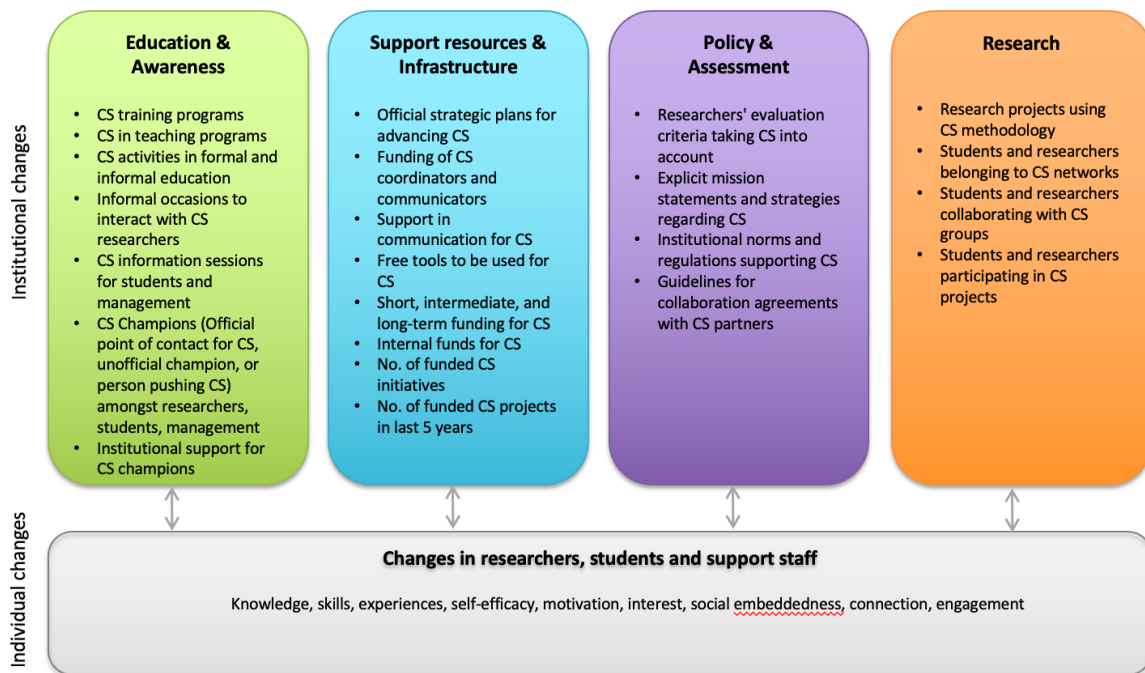 Institutional changes
Education &
Awareness
• CS training programs
• CS in teaching programs
• CS activities in formal and
informal education
• Informal occasions to
interact with CS
researchers
• CS information sessions
for students and
management
• CS Champions (Official
point of contact for CS,
unofficial champion, or
person pushing CS)
amongst researchers,
students, management
• Institutional support for
CS champions
Support resources &
Infrastructure
• Official strategic plans for
advancing CS
• Funding of CS
coordinators and
communicators
• Support in
communication for CS
• Free tools to be used for
CS
• Short, intermediate, and
long-term funding for CS
• Internal funds for CS
• No. of funded CS
initiatives
• No. of funded CS projects
in last 5 years
Policy &
Assessment
• Researchers' evaluation
criteria taking CS into
account
• Explicit mission
statements and strategies
regarding CS
• Institutional norms and
regulations supporting CS
• Guidelines for
collaboration agreements
with CS partners
Research
• Research projects using
CS methodology
• Students and researchers
belonging to CS networks
• Students and researchers
collaborating with CS
groups
• Students and researchers
participating in CS
projects
Individual changes
Changes in researchers, students and support staff
Knowledge, skills, experiences, self-efficacy, motivation, interest, social embeddedness, connection, engagement